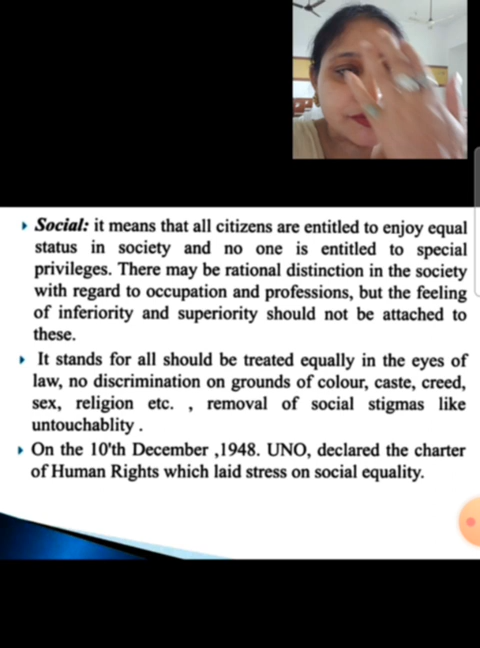 Social: it means that all citizens are entitled to enjoy equal
status in society and no one is entitled to special
privileges. There may be rational distinction in the society
with regard to occupation and professions, but the feeling
of inferiority and superiority should not be attached to
these.
It stands for all should be treated equally in the eyes of
law, no discrimination on grounds of colour, caste, creed,
sex, religion etc. , removal of social stigmas like
untouchablity .
On the 10'th December ,1948. UNO, declared the charter
of Human Rights which laid stress on social equality.